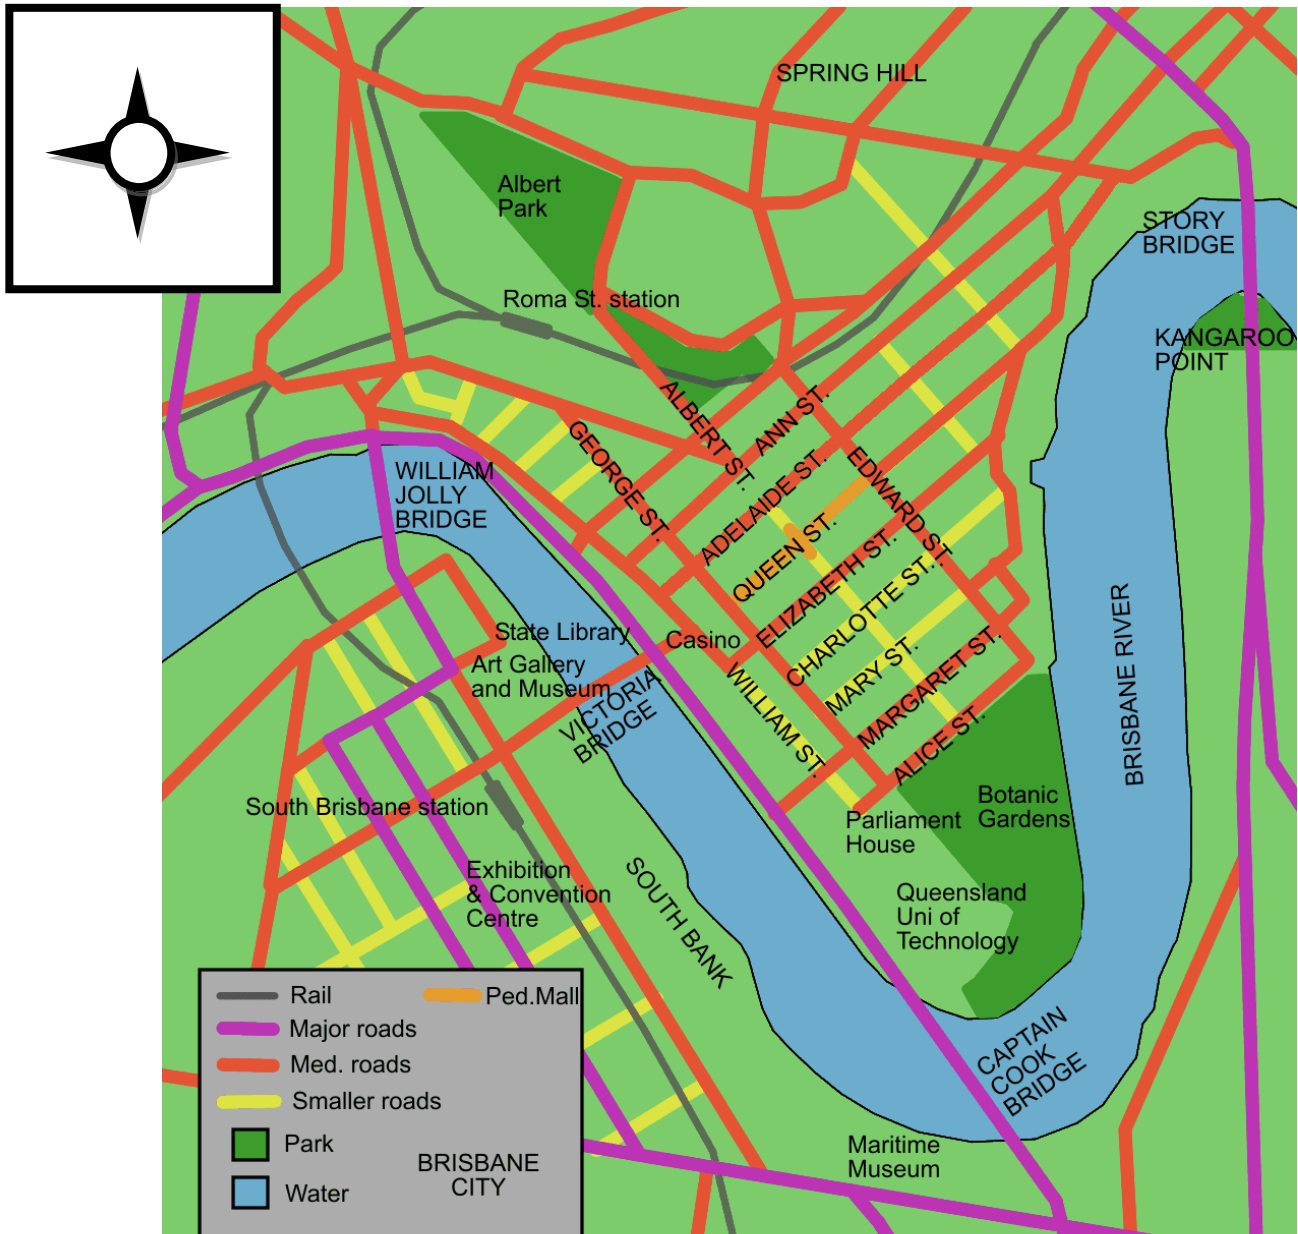 SPRING HILL
Albert
Park
STORY
BRIDGE
Roma St. station
KANGAROO
POINT
ALBERT ST.
ANN ST.
GEORGE ST.
EDWARD ST.
ADELAIDE ST.
WILLIAM
JOLLY
BRIDGE
QUEEN ST.
ELIZABETH ST.
CHARLOTTE ST.
BRISBANE RIVER
State Library
Casino
Art Gallery
and Museum
MARY ST.
MARGARET ST.
VICTORIA
BRIDGE
WILLIAM ST.
ALICE ST.
South Brisbane station
Botanic
Gardens
Parliament
House
Exhibition
& Convention
Centre
SOUTH BANK
Queensland
Uni of
Technology
Rail
Ped.Mall
Major roads
Med. roads
Smaller roads
Park
Water
BRISBANE
CITY
CAPTAIN
COOK
BRIDGE
Maritime
Museum